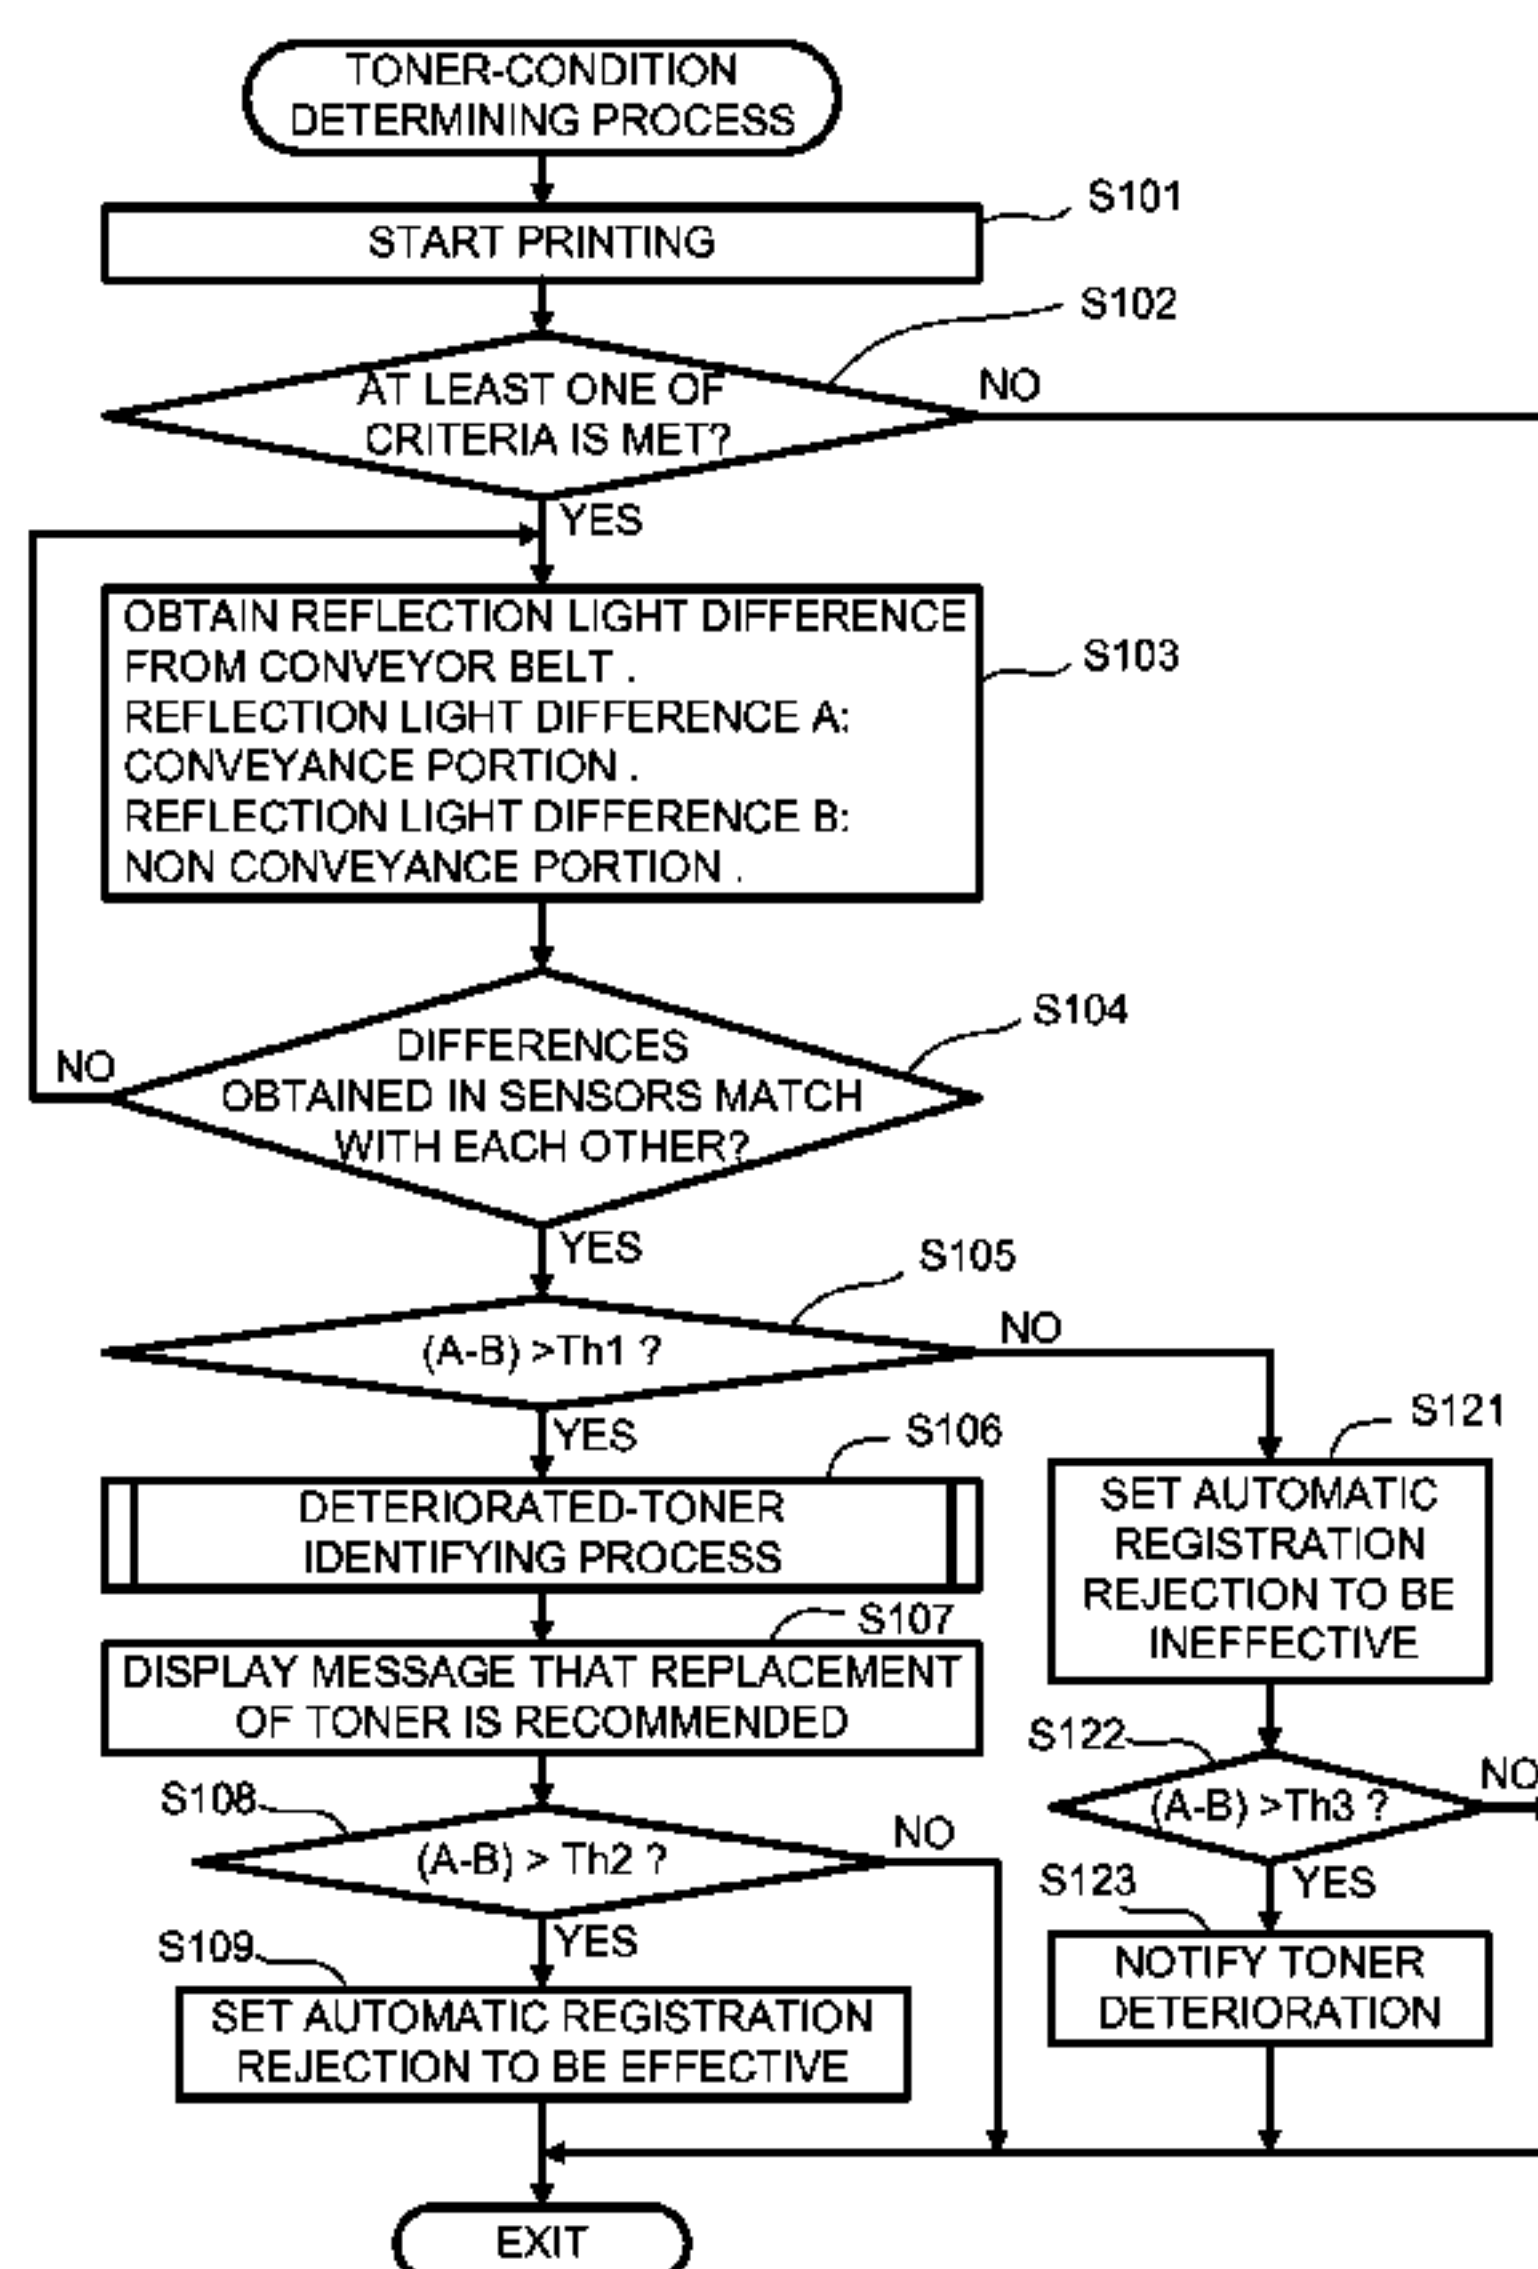 TONER-CONDITION
DETERMINING PROCESS
START PRINTING
S101
AT LEAST ONE OF
CRITERIA IS MET?
S102
NO
YES
OBTAIN REFLECTION LIGHT DIFFERENCE
FROM CONVEYOR BELT .
REFLECTION LIGHT DIFFERENCE A:
CONVEYANCE PORTION .
REFLECTION LIGHT DIFFERENCE B:
NON CONVEYANCE PORTION .
S103
DIFFERENCES
OBTAINED IN SENSORS MATCH
WITH EACH OTHER?
S104
NO
YES
(A-B) >Th1 ?
S105
NO
YES
DETERIORATED-TONER
IDENTIFYING PROCESS
S106
DISPLAY MESSAGE THAT REPLACEMENT
OF TONER IS RECOMMENDED
S107
S108
(A-B) > Th2 ?
NO
YES
S109
SET AUTOMATIC REGISTRATION
REJECTION TO BE EFFECTIVE
S121
SET AUTOMATIC
REGISTRATION
REJECTION TO BE
INEFFECTIVE
S122
(A-B) >Th3 ?
NO
YES
S123
NOTIFY TONER
DETERIORATION
EXIT